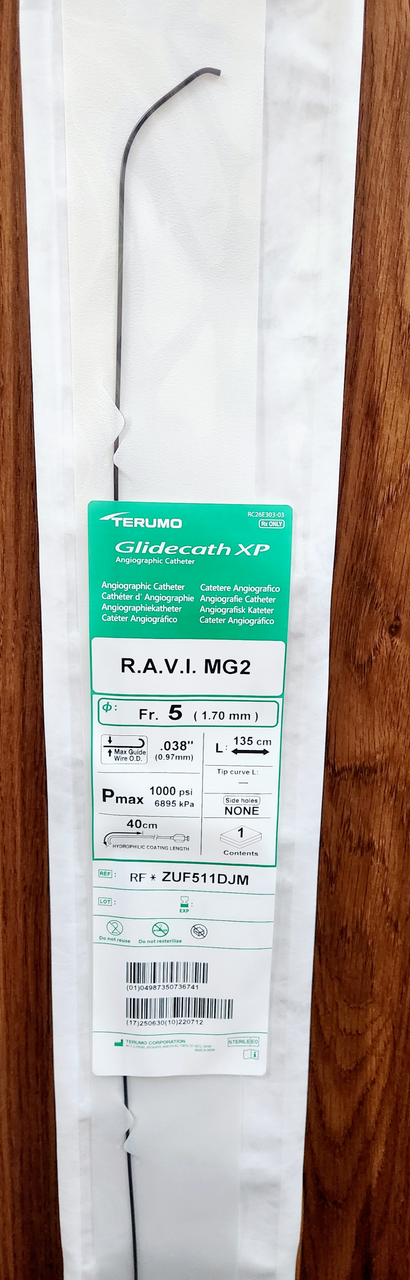 TERUMO
RC26E303-03
Rx ONLY
Glidecath XP
Angiographic Catheter
Angiographic Catheter
Cathéter d' Angiographie
Angiographiekatheter
Catéter Angiográfico
Catetere Angiografico
Angiografie Catheter
Angiografisk Kateter
Cateter Angiográfico
R.A.V.I. MG2
φ: Fr. 5 (1.70 mm)
Max Guide
Wire O.D.
.038"
(0.97mm)
L: 135 cm
Tip curve L:
—
Pmax 1000 psi
6895 kPa
Side holes
NONE
40cm
HYDROPHILIC COATING LENGTH
1
Contents
REF: RF * ZUF511DJM
LOT :
EXP :
Do not reuse
Do not resterilize
(01)04987350736741
(17)250630(10)220712
TERUMO CORPORATION
STERILE EO